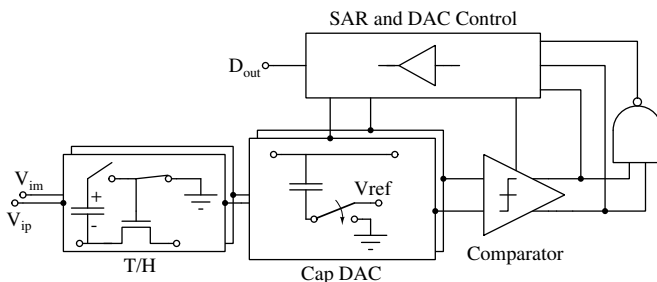 SAR and DAC Control
D_out
V_im
V_ip
+
-
Vref
T/H
Cap DAC
Comparator